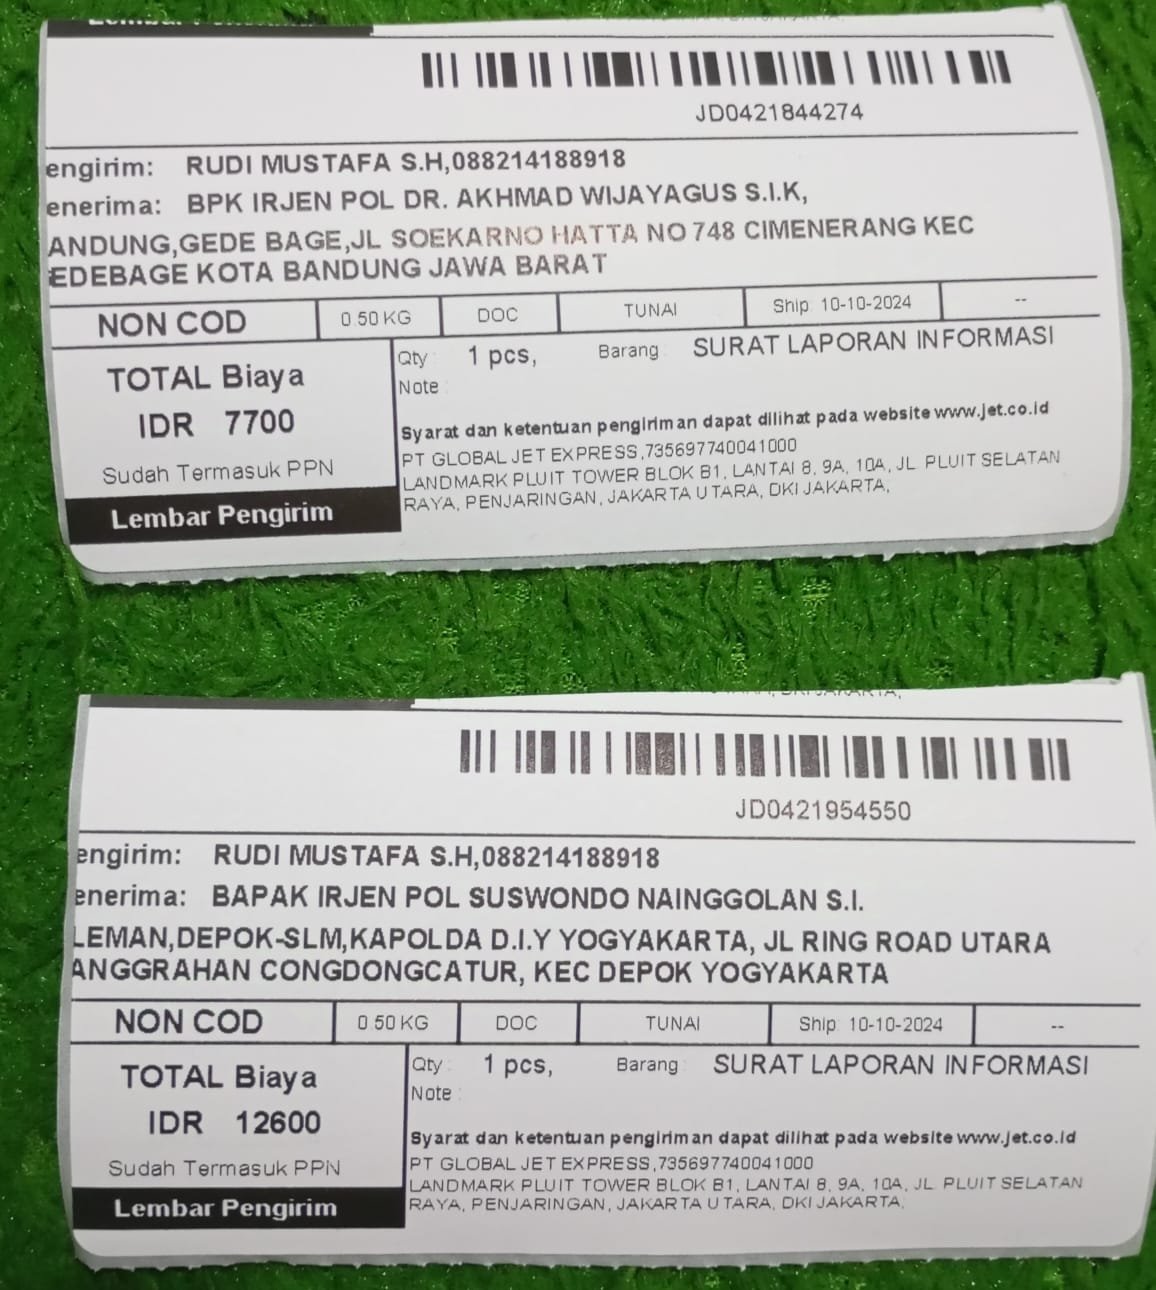 JD0421844274
engirim: RUDI MUSTAFA S.H,088214188918
enerima: BPK IRJEN POL DR. AKHMAD WIJAYAGUS S.I.K,
ANDUNG,GEDE BAGE,JL SOEKARNO HATTA NO 748 CIMENERANG KEC
EDEBAGE KOTA BANDUNG JAWA BARAT
NON COD 0.50 KG DOC TUNAI Ship: 10-10-2024 --
TOTAL Biaya
IDR 7700
Sudah Termasuk PPN
Lembar Pengirim
Qty : 1 pcs, Barang : SURAT LAPORAN INFORMASI
Note :
Syarat dan ketentuan pengiriman dapat dilihat pada website www.jet.co.id
PT GLOBAL JET EXPRESS,735697740041000
LANDMARK PLUIT TOWER BLOK B1, LANTAI 8, 9A, 10A, JL. PLUIT SELATAN
RAYA, PENJARINGAN, JAKARTA UTARA, DKI JAKARTA,
JD0421954550
engirim: RUDI MUSTAFA S.H,088214188918
enerima: BAPAK IRJEN POL SUSWONDO NAINGGOLAN S.I.
LEMAN,DEPOK-SLM,KAPOLDA D.I.Y YOGYAKARTA, JL RING ROAD UTARA
ANGGRAHAN CONGDONGCATUR, KEC DEPOK YOGYAKARTA
NON COD 0.50 KG DOC TUNAI Ship: 10-10-2024 --
TOTAL Biaya
IDR 12600
Sudah Termasuk PPN
Lembar Pengirim
Qty : 1 pcs, Barang : SURAT LAPORAN INFORMASI
Note :
Syarat dan ketentuan pengiriman dapat dilihat pada website www.jet.co.id
PT GLOBAL JET EXPRESS,735697740041000
LANDMARK PLUIT TOWER BLOK B1, LANTAI 8, 9A, 10A, JL. PLUIT SELATAN
RAYA, PENJARINGAN, JAKARTA UTARA, DKI JAKARTA,